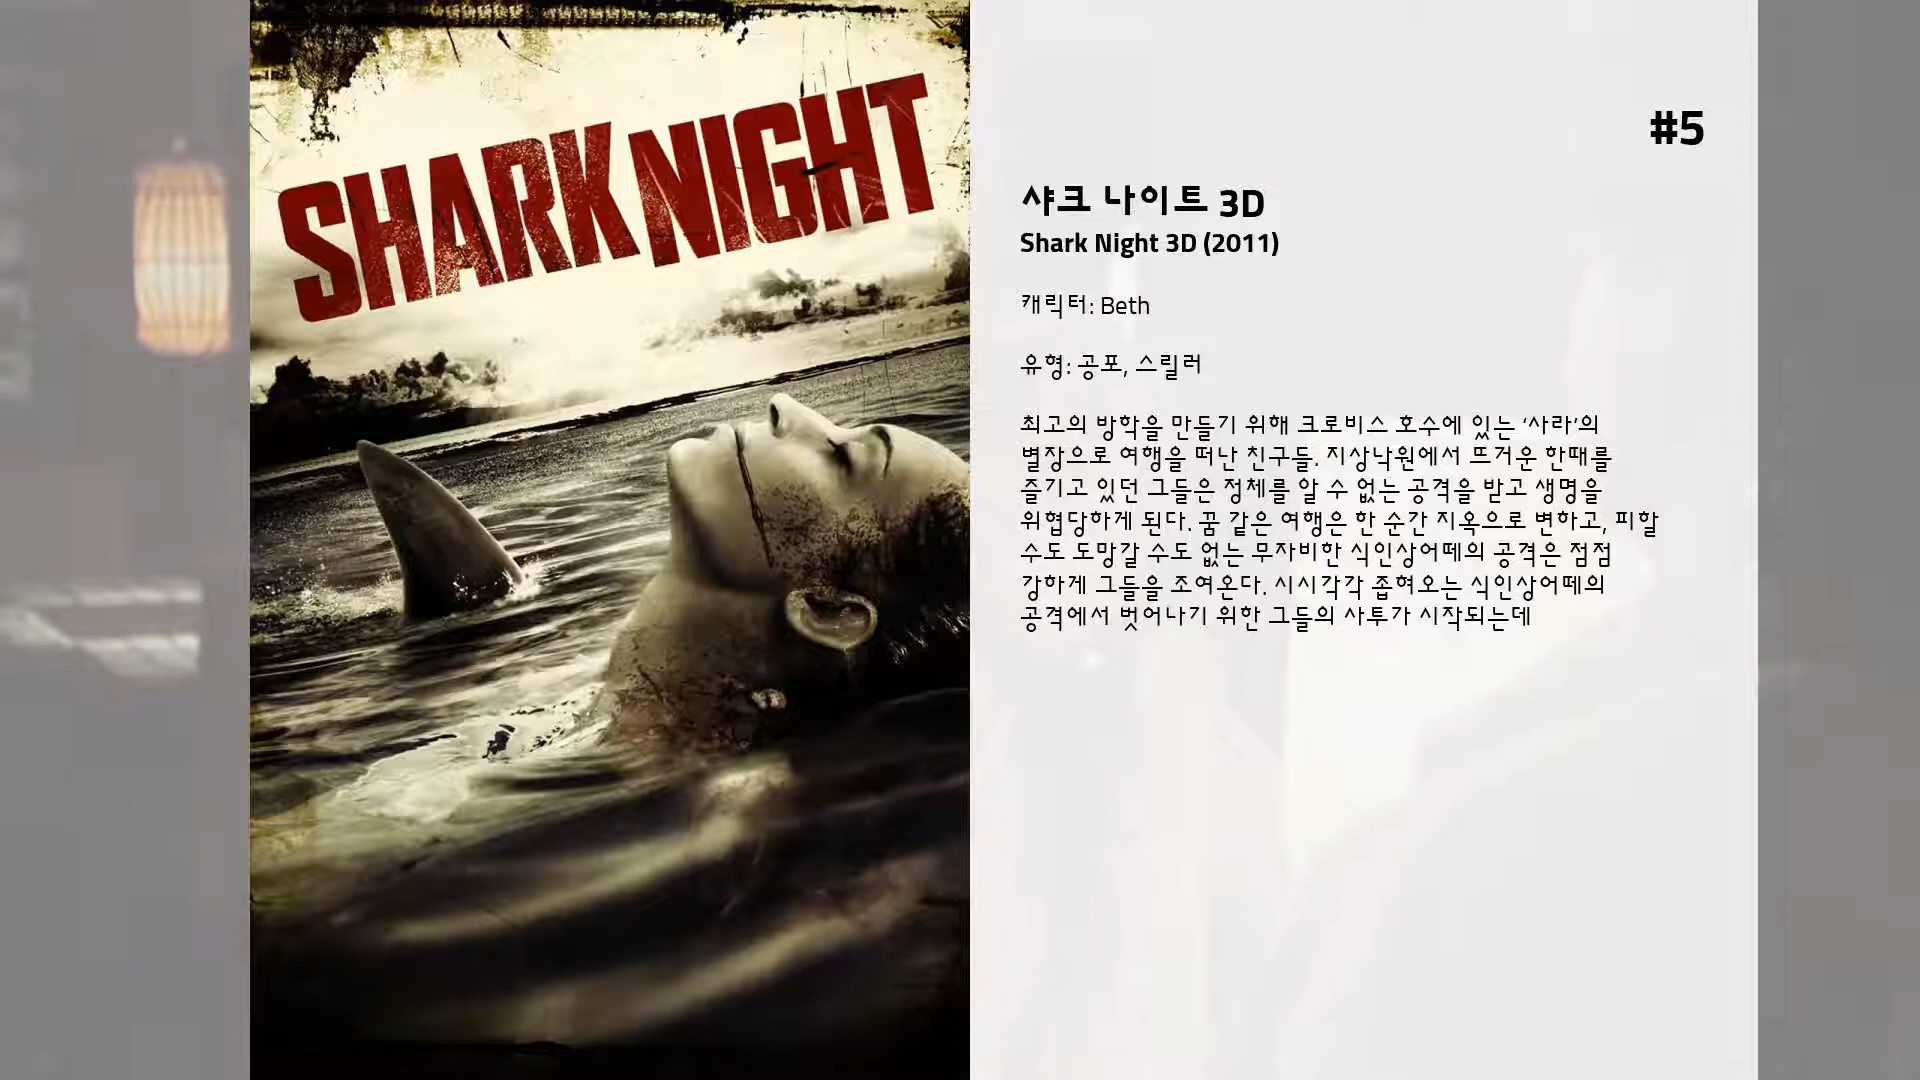 SHARK NIGHT
#5
샤크 나이트 3D
Shark Night 3D (2011)
캐릭터: Beth
유형: 공포, 스릴러
최고의 방학을 만들기 위해 크로비스 호수에 있는 ‘사라’의
별장으로 여행을 떠난 친구들. 지상낙원에서 뜨거운 한때를
즐기고 있던 그들은 정체를 알 수 없는 공격을 받고 생명을
위협당하게 된다. 꿈 같은 여행은 한 순간 지옥으로 변하고, 피할
수도 도망갈 수도 없는 무자비한 식인상어떼의 공격은 점점
강하게 그들을 조여온다. 시시각각 좁혀오는 식인상어떼의
공격에서 벗어나기 위한 그들의 사투가 시작되는데